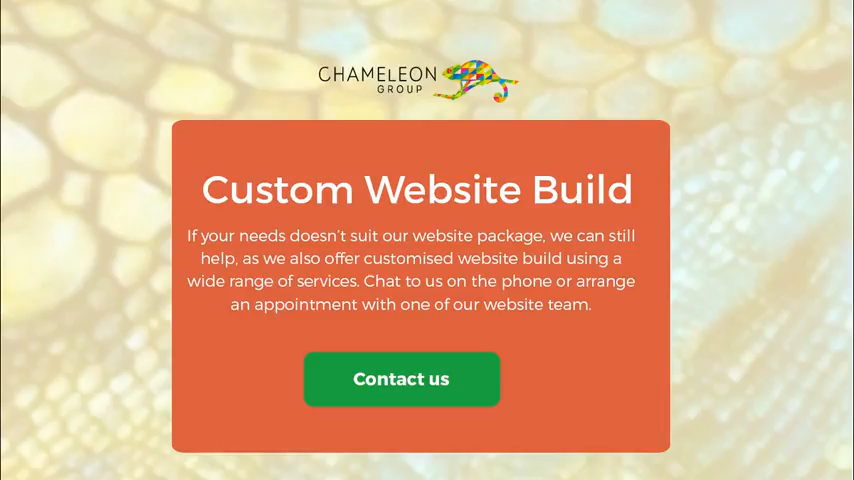 CHAMELEON
GROUP
Custom Website Build
If your needs doesn't suit our website package, we can still
help, as we also offer customised website build using a
wide range of services. Chat to us on the phone or arrange
an appointment with one of our website team.
Contact us